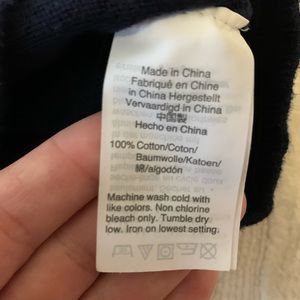 Made in China
Fabriqué en Chine
in China Hergestellt
Vervaardigd in China
中国製
Hecho en China
100% Cotton/Coton/
Baumwolle/Katoen/
綿/algodón
Machine wash cold with
like colors. Non chlorine
bleach only. Tumble dry
low. Iron on lowest setting.